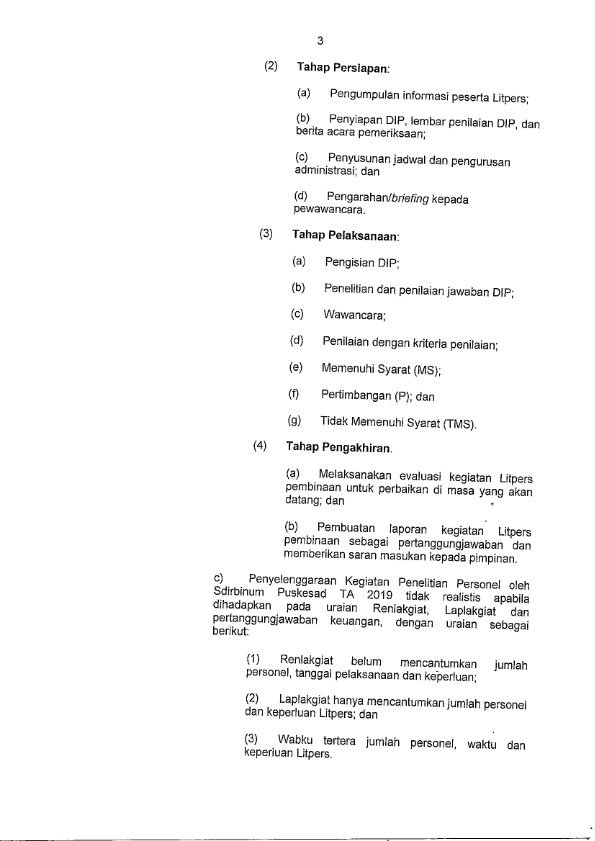 3
(2) Tahap Persiapan:
(a) Pengumpulan informasi peserta Litpers;
(b) Penyiapan DIP, lembar penilaian DIP, dan
berita acara pemeriksaan;
(c) Penyusunan jadwal dan pengurusan
administrasi; dan
(d) Pengarahan/briefing kepada
pewawancara.
(3) Tahap Pelaksanaan:
(a) Pengisian DIP;
(b) Penelitian dan penilaian jawaban DIP;
(c) Wawancara;
(d) Penilaian dengan kriteria penilaian;
(e) Memenuhi Syarat (MS);
(f) Pertimbangan (P); dan
(g) Tidak Memenuhi Syarat (TMS).
(4) Tahap Pengakhiran.
(a) Melaksanakan evaluasi kegiatan Litpers
pembinaan untuk perbaikan di masa yang akan
datang; dan
(b) Pembuatan laporan kegiatan Litpers
pembinaan sebagai pertanggungjawaban dan
memberikan saran masukan kepada pimpinan.
c) Penyelenggaraan Kegiatan Penelitian Personel oleh
Sdirbinum Puskesad TA 2019 tidak realistis apabila
dihadapkan pada uraian Renlakgiat, Laplakgiat dan
pertanggungjawaban keuangan, dengan uraian sebagai
berikut:
(1) Renlakgiat belum mencantumkan jumlah
personel, tanggal pelaksanaan dan keperluan;
(2) Laplakgiat hanya mencantumkan jumlah personel
dan keperluan Litpers; dan
(3) Wabku tertera jumlah personel, waktu dan
keperluan Litpers.